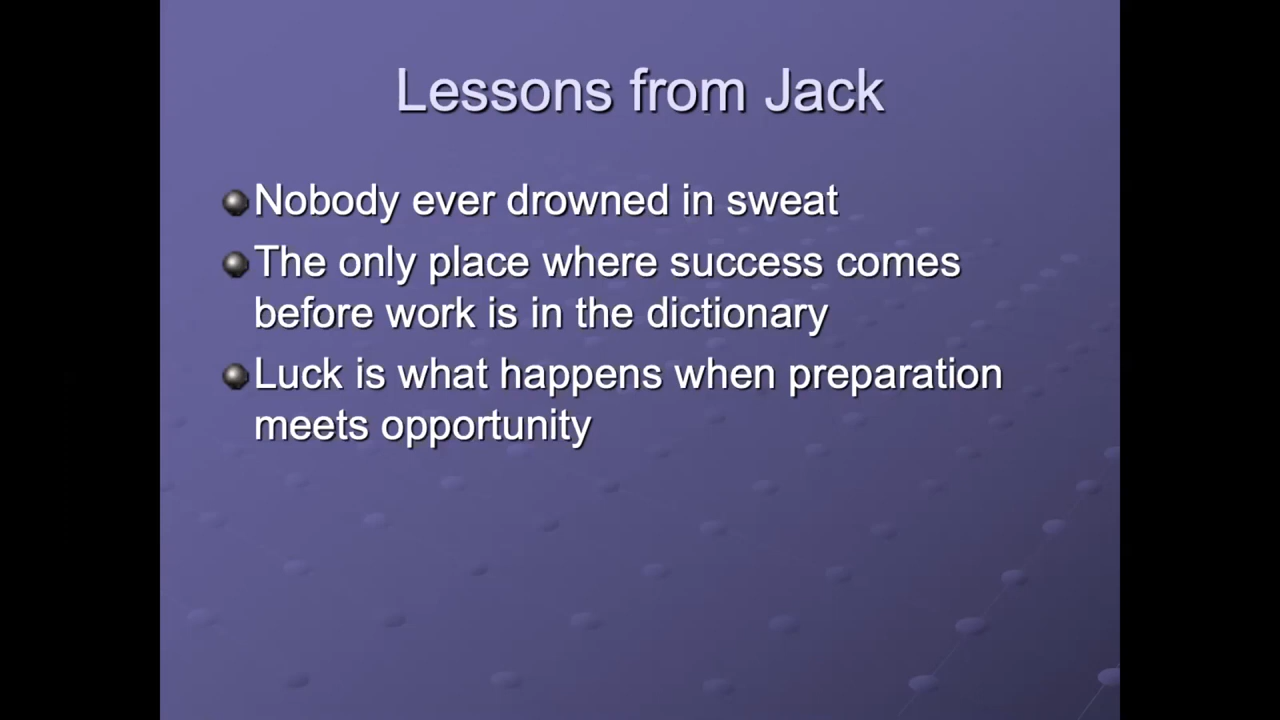 Lessons from Jack
Nobody ever drowned in sweat
The only place where success comes
before work is in the dictionary
Luck is what happens when preparation
meets opportunity